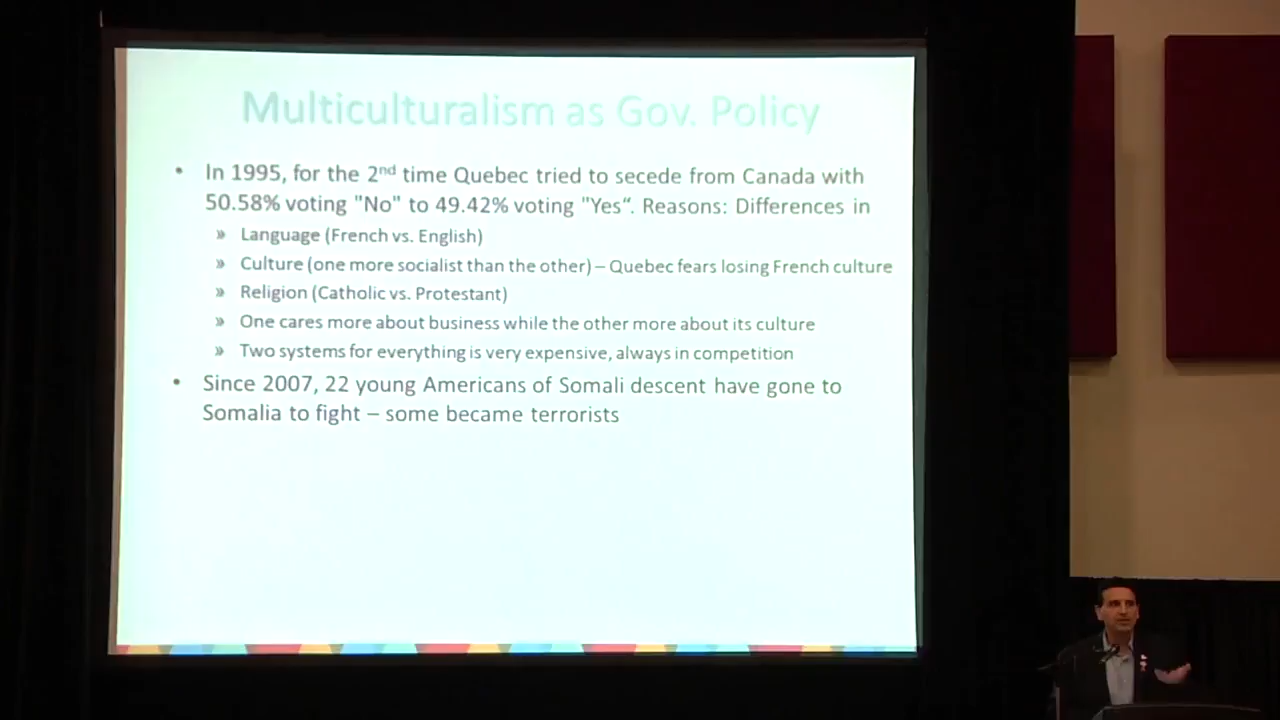 Multiculturalism as Gov. Policy
• In 1995, for the 2nd time Quebec tried to secede from Canada with
50.58% voting "No" to 49.42% voting "Yes“. Reasons: Differences in
» Language (French vs. English)
» Culture (one more socialist than the other) – Quebec fears losing French culture
» Religion (Catholic vs. Protestant)
» One cares more about business while the other more about its culture
» Two systems for everything is very expensive, always in competition
• Since 2007, 22 young Americans of Somali descent have gone to
Somalia to fight – some became terrorists